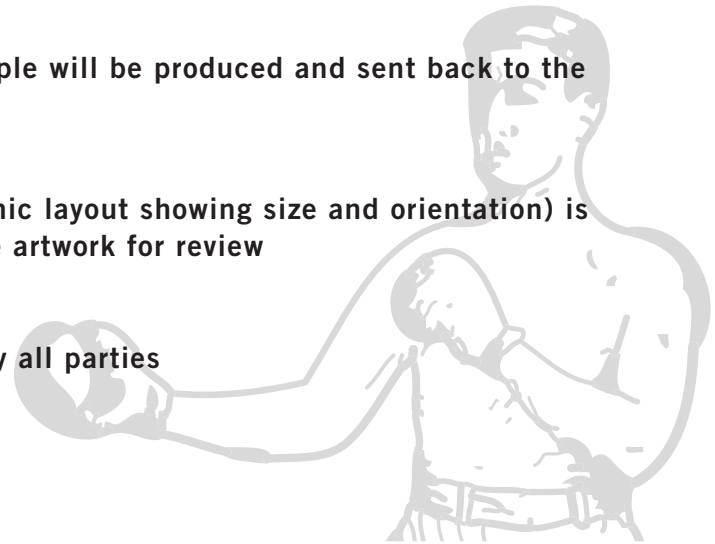 ple will be produced and sent back to the
nic layout showing size and orientation) is
e artwork for review
y all parties